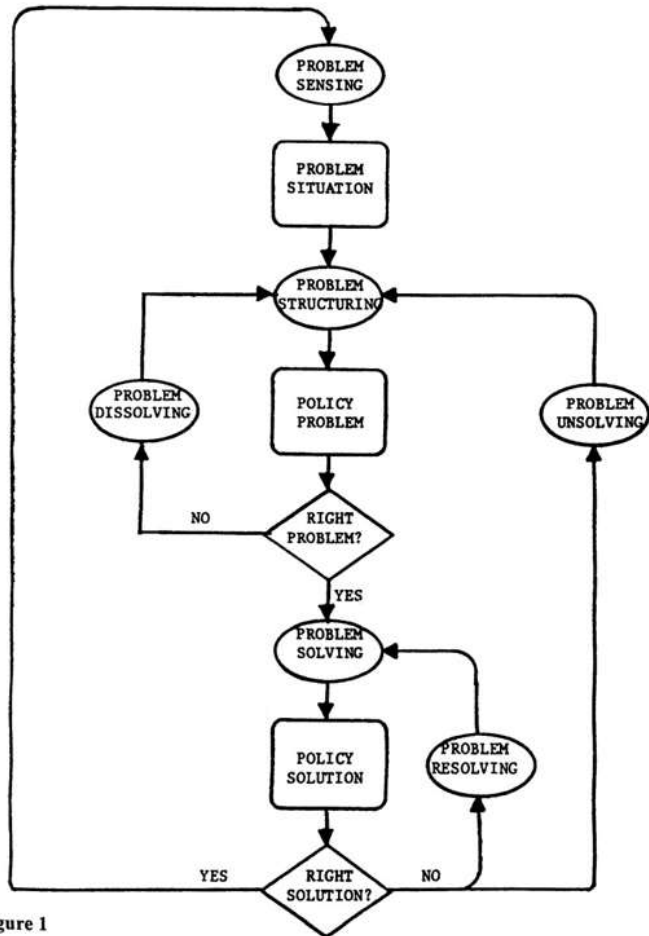 PROBLEM
SENSING
PROBLEM
SITUATION
PROBLEM
STRUCTURING
PROBLEM
DISSOLVING
POLICY
PROBLEM
PROBLEM
UNSOLVING
NO
RIGHT
PROBLEM?
YES
PROBLEM
SOLVING
POLICY
SOLUTION
PROBLEM
RESOLVING
YES
RIGHT
SOLUTION?
NO
gure 1